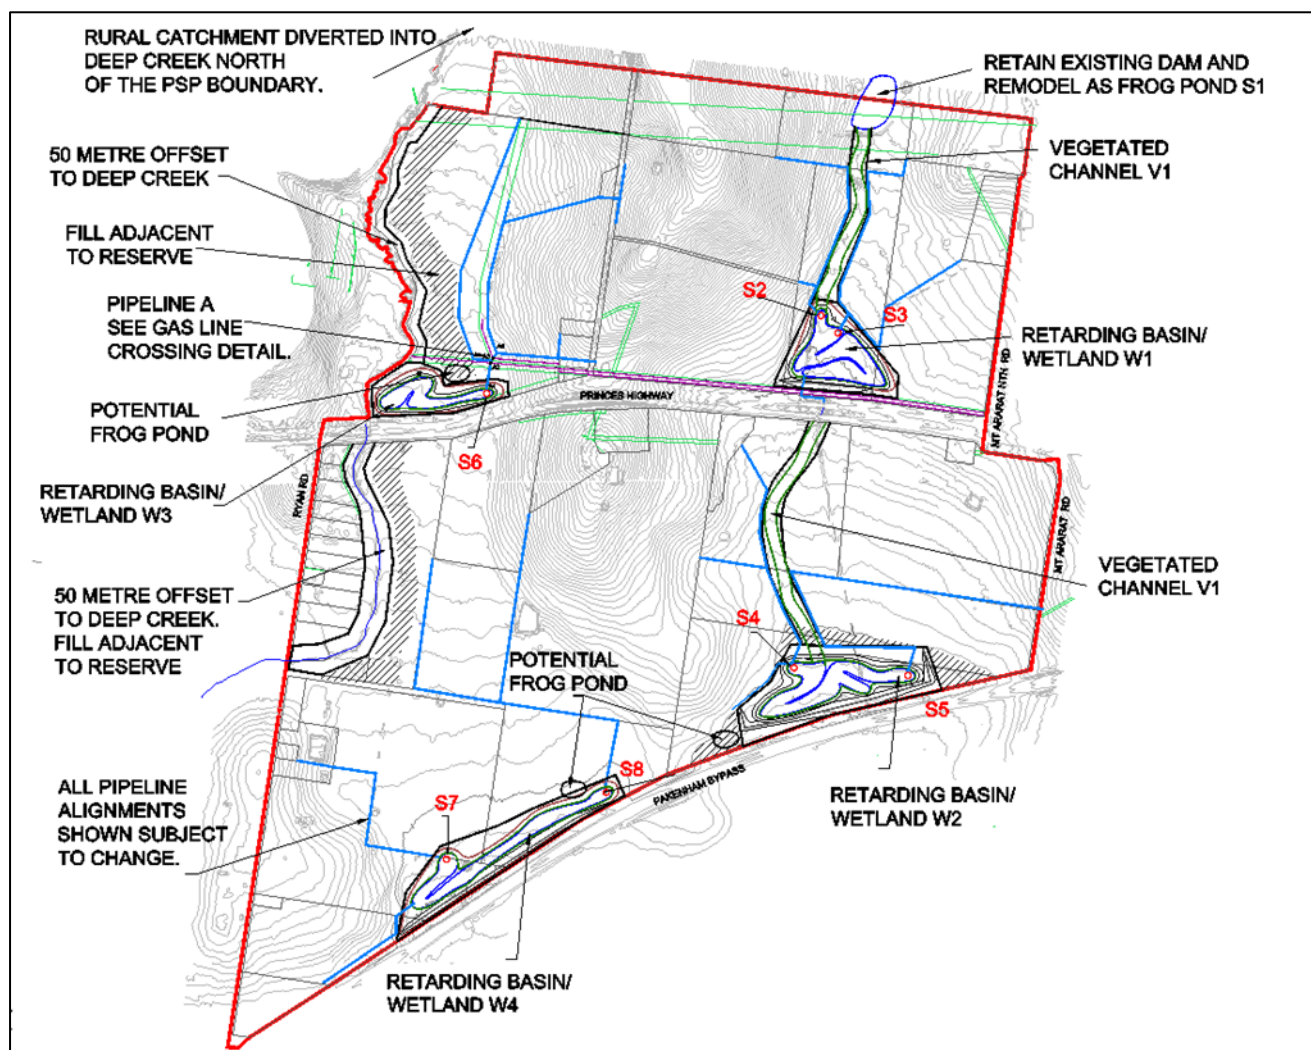 RURAL CATCHMENT DIVERTED INTO
DEEP CREEK NORTH
OF THE PSP BOUNDARY.
RETAIN EXISTING DAM AND
REMODEL AS FROG POND S1
50 METRE OFFSET
TO DEEP CREEK
VEGETATED
CHANNEL V1
FILL ADJACENT
TO RESERVE
PIPELINE A
SEE GAS LINE
CROSSING DETAIL.
S2
S3
RETARDING BASIN/
WETLAND W1
MT ARARAT NTH RD
PRINCES HIGHWAY
POTENTIAL
FROG POND
S6
RETARDING BASIN/
WETLAND W3
RYAN RD
MT ARARAT RD
50 METRE OFFSET
TO DEEP CREEK.
FILL ADJACENT
TO RESERVE
VEGETATED
CHANNEL V1
S4
POTENTIAL
FROG POND
S5
S8
PAKENHAM BYPASS
RETARDING BASIN/
WETLAND W2
ALL PIPELINE
ALIGNMENTS
SHOWN SUBJECT
TO CHANGE.
S7
RETARDING BASIN/
WETLAND W4